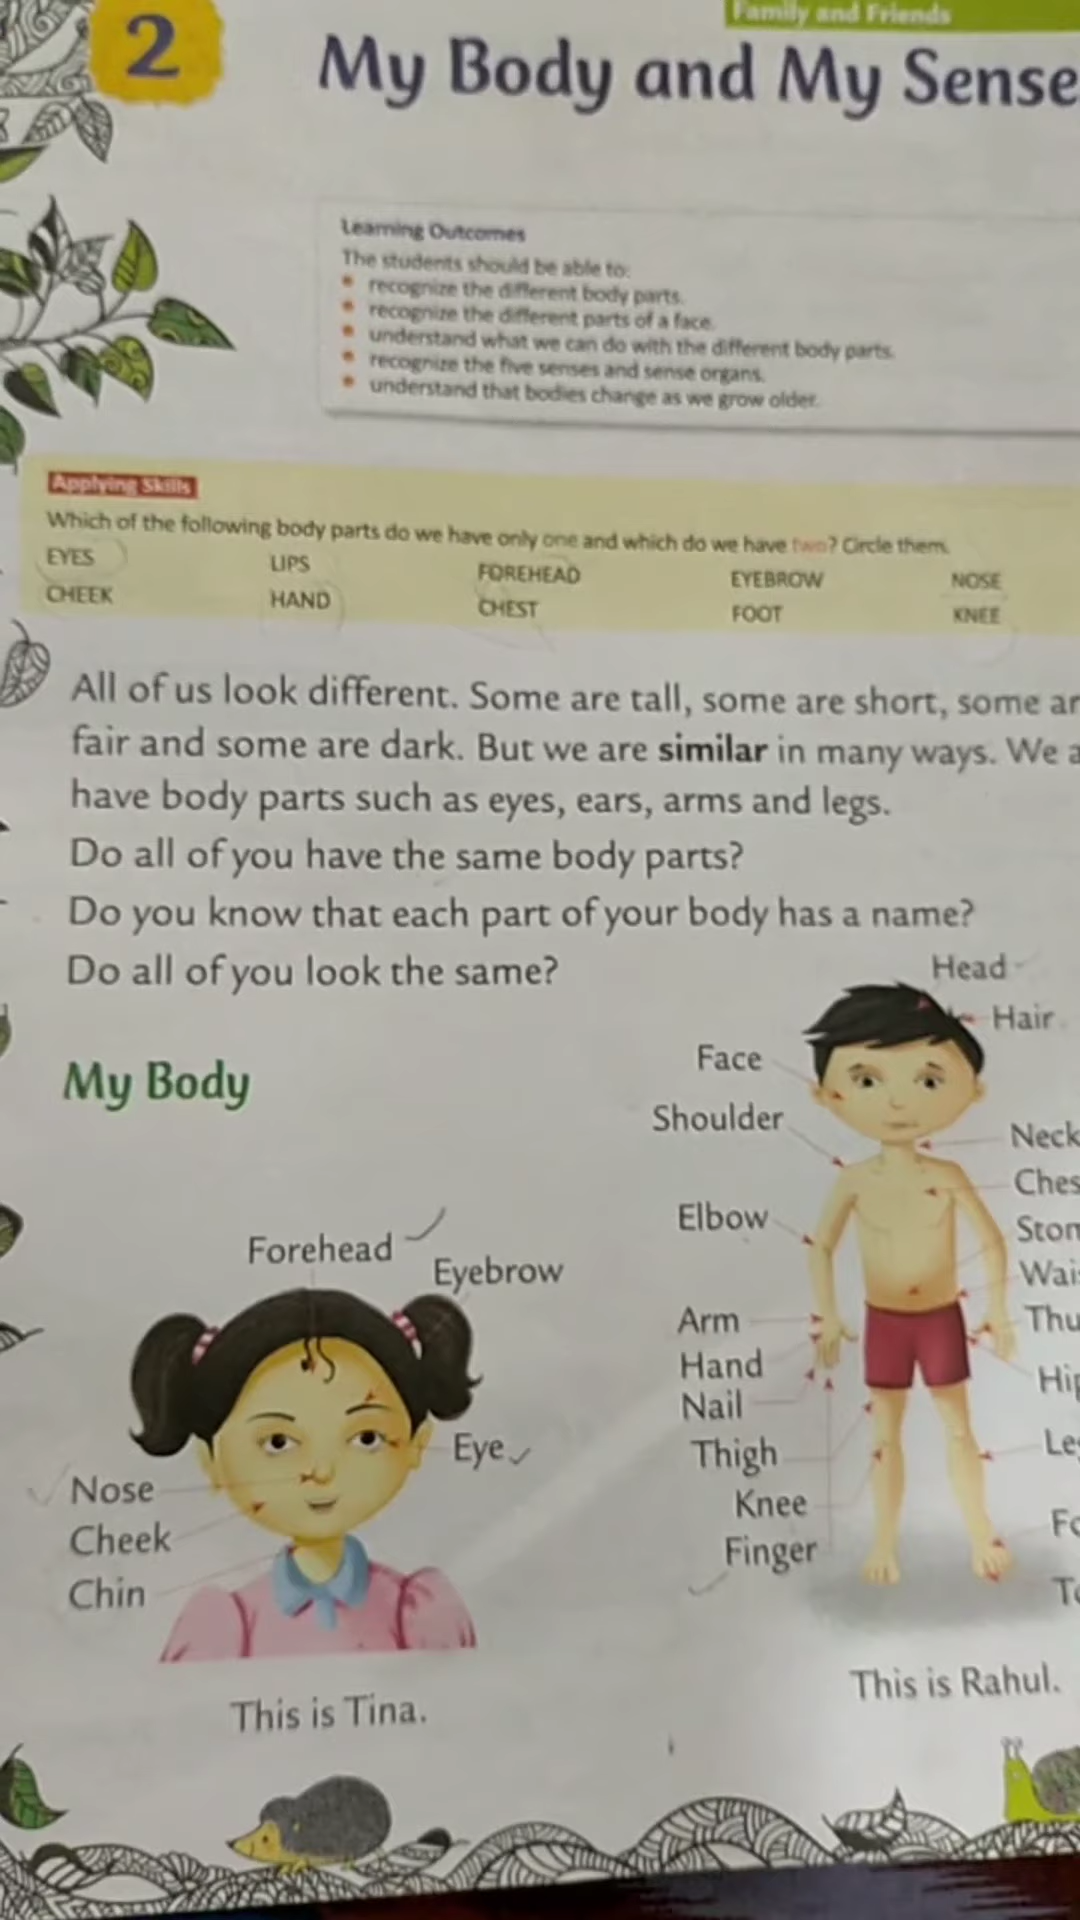 Family and Friends
2
My Body and My Sense
Learning Outcomes
The students should be able to:
• recognize the different body parts.
• recognize the different parts of a face.
• understand what we can do with the different body parts.
• recognize the five senses and sense organs.
• understand that bodies change as we grow older.
Applying Skills
Which of the following body parts do we have only one and which do we have two? Circle them.
EYES LIPS FOREHEAD EYEBROW NOSE
CHEEK HAND CHEST FOOT KNEE
All of us look different. Some are tall, some are short, some ar
fair and some are dark. But we are similar in many ways. We a
have body parts such as eyes, ears, arms and legs.
Do all of you have the same body parts?
Do you know that each part of your body has a name?
Do all of you look the same?
My Body
Forehead
Eyebrow
Eye
Nose
Cheek
Chin
This is Tina.
Head
Hair
Face
Shoulder
Neck
Ches
Elbow
Stom
Wai
Arm
Thu
Hand
Hip
Nail
Thigh
Le
Knee
Finger
Fo
To
This is Rahul.